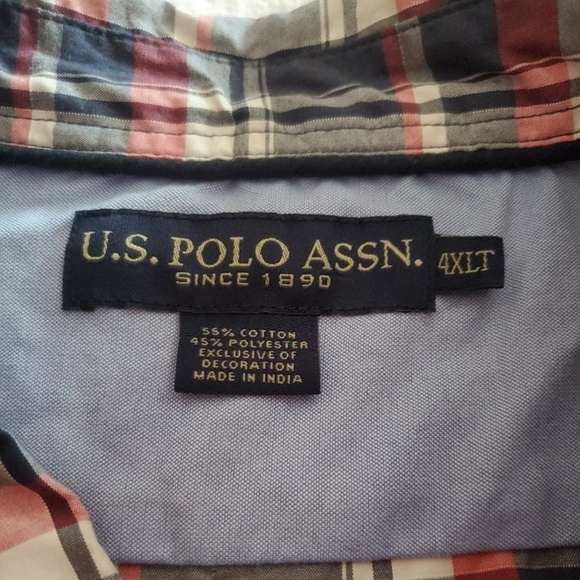 U.S. POLO ASSN.
SINCE 1890
4XLT
55% COTTON
45% POLYESTER
EXCLUSIVE OF
DECORATION
MADE IN INDIA